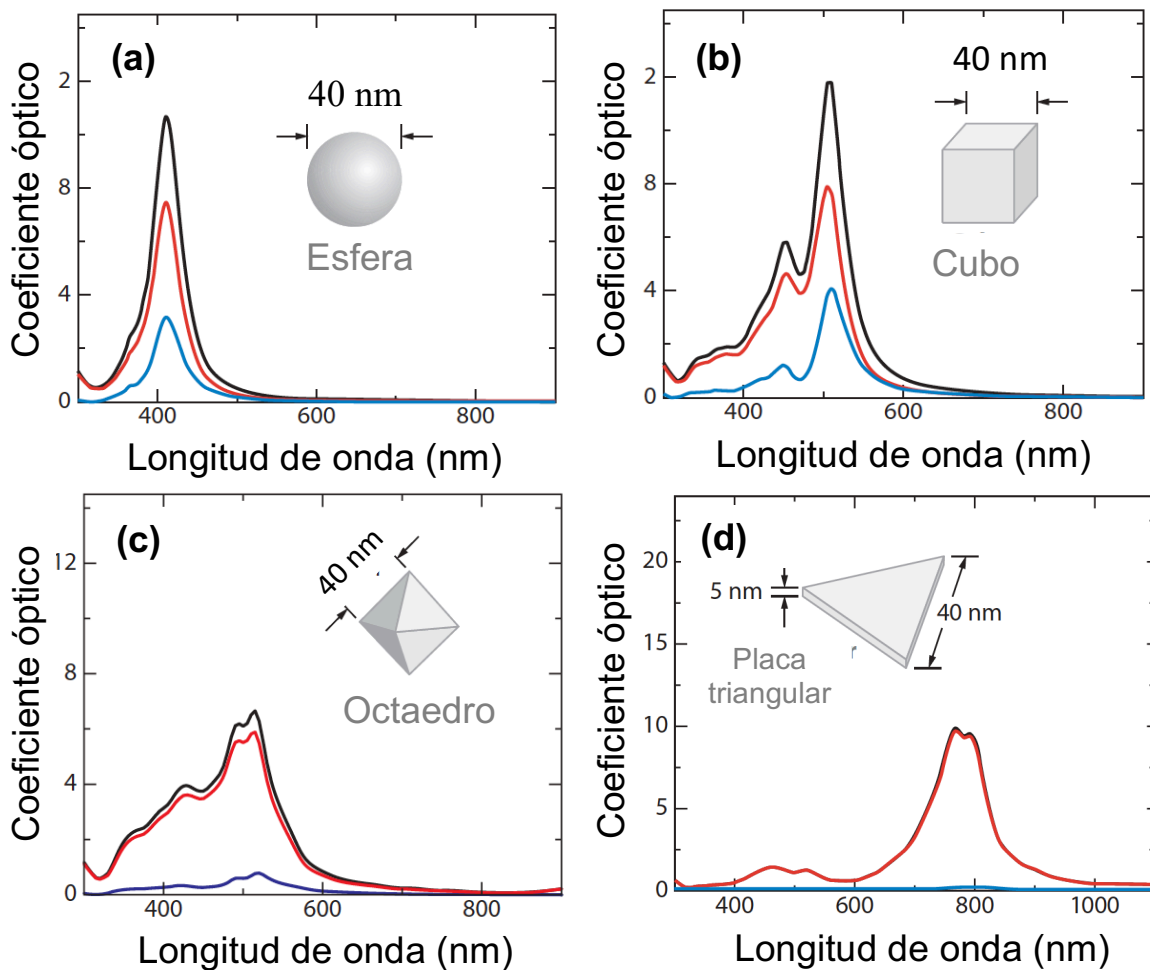 (a)
40 nm
Esfera
Coeficiente óptico
2
8
4
0
400
600
800
Longitud de onda (nm)
(b)
40 nm
Cubo
Coeficiente óptico
2
8
4
0
400
600
800
Longitud de onda (nm)
(c)
40 nm
Octaedro
Coeficiente óptico
12
8
4
0
400
600
800
Longitud de onda (nm)
(d)
5 nm
40 nm
Placa
triangular
Coeficiente óptico
20
15
10
5
0
400
600
800
1000
Longitud de onda (nm)